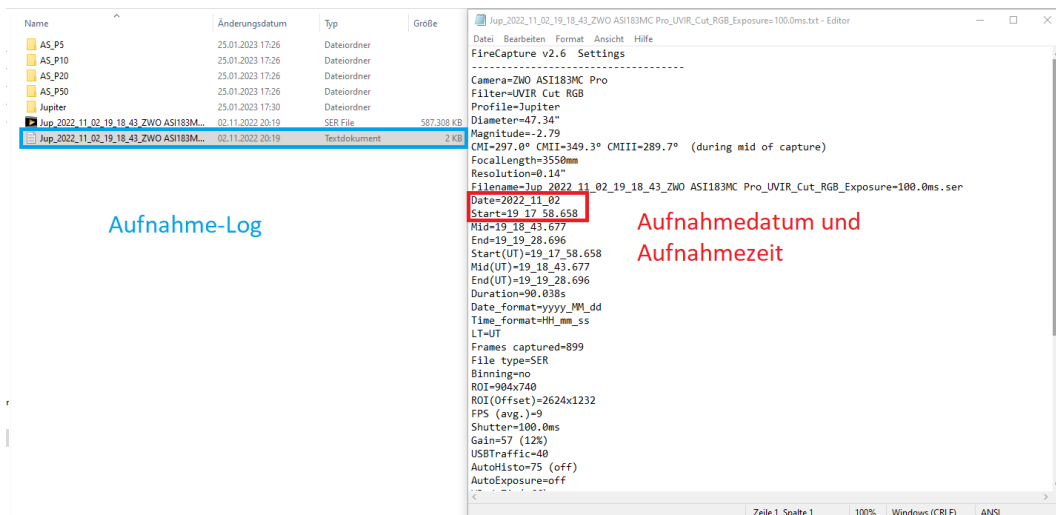 Name Änderungsdatum Typ Größe
AS_P5 25.01.2023 17:26 Dateiordner
AS_P10 25.01.2023 17:26 Dateiordner
AS_P20 25.01.2023 17:26 Dateiordner
AS_P50 25.01.2023 17:26 Dateiordner
Jupiter 25.01.2023 17:30 Dateiordner
Jup_2022_11_02_19_18_43_ZWO ASI183M... 02.11.2022 20:19 SER File 587.308 KB
Jup_2022_11_02_19_18_43_ZWO ASI183M... 02.11.2022 20:19 Textdokument 2 KB
Aufnahme-Log
Jup_2022_11_02_19_18_43_ZWO ASI183MC Pro_UVIR_Cut_RGB_Exposure=100.0ms.txt - Editor
Datei Bearbeiten Format Ansicht Hilfe
FireCapture v2.6 Settings
------------------------------------
Camera=ZWO ASI183MC Pro
Filter=UVIR Cut RGB
Profile=Jupiter
Diameter=47.34"
Magnitude=-2.79
CMI=297.0° CMII=349.3° CMIII=289.7° (during mid of capture)
FocalLength=3550mm
Resolution=0.14"
Filename=Jup_2022_11_02_19_18_43_ZWO ASI183MC Pro_UVIR_Cut_RGB_Exposure=100.0ms.ser
Date=2022_11_02
Start=19_17_58.658
Mid=19_18_43.677
End=19_19_28.696
Start(UT)=19_17_58.658
Mid(UT)=19_18_43.677
End(UT)=19_19_28.696
Duration=90.038s
Date_format=yyyy_MM_dd
Time_format=HH_mm_ss
LT=UT
Frames captured=899
File type=SER
Binning=no
ROI=904x740
ROI(Offset)=2624x1232
FPS (avg.)=9
Shutter=100.0ms
Gain=57 (12%)
USBTraffic=40
AutoHisto=75 (off)
AutoExposure=off
Aufnahmedatum und
Aufnahmezeit
Zeile 1, Spalte 1 100% Windows (CRLF) ANSI